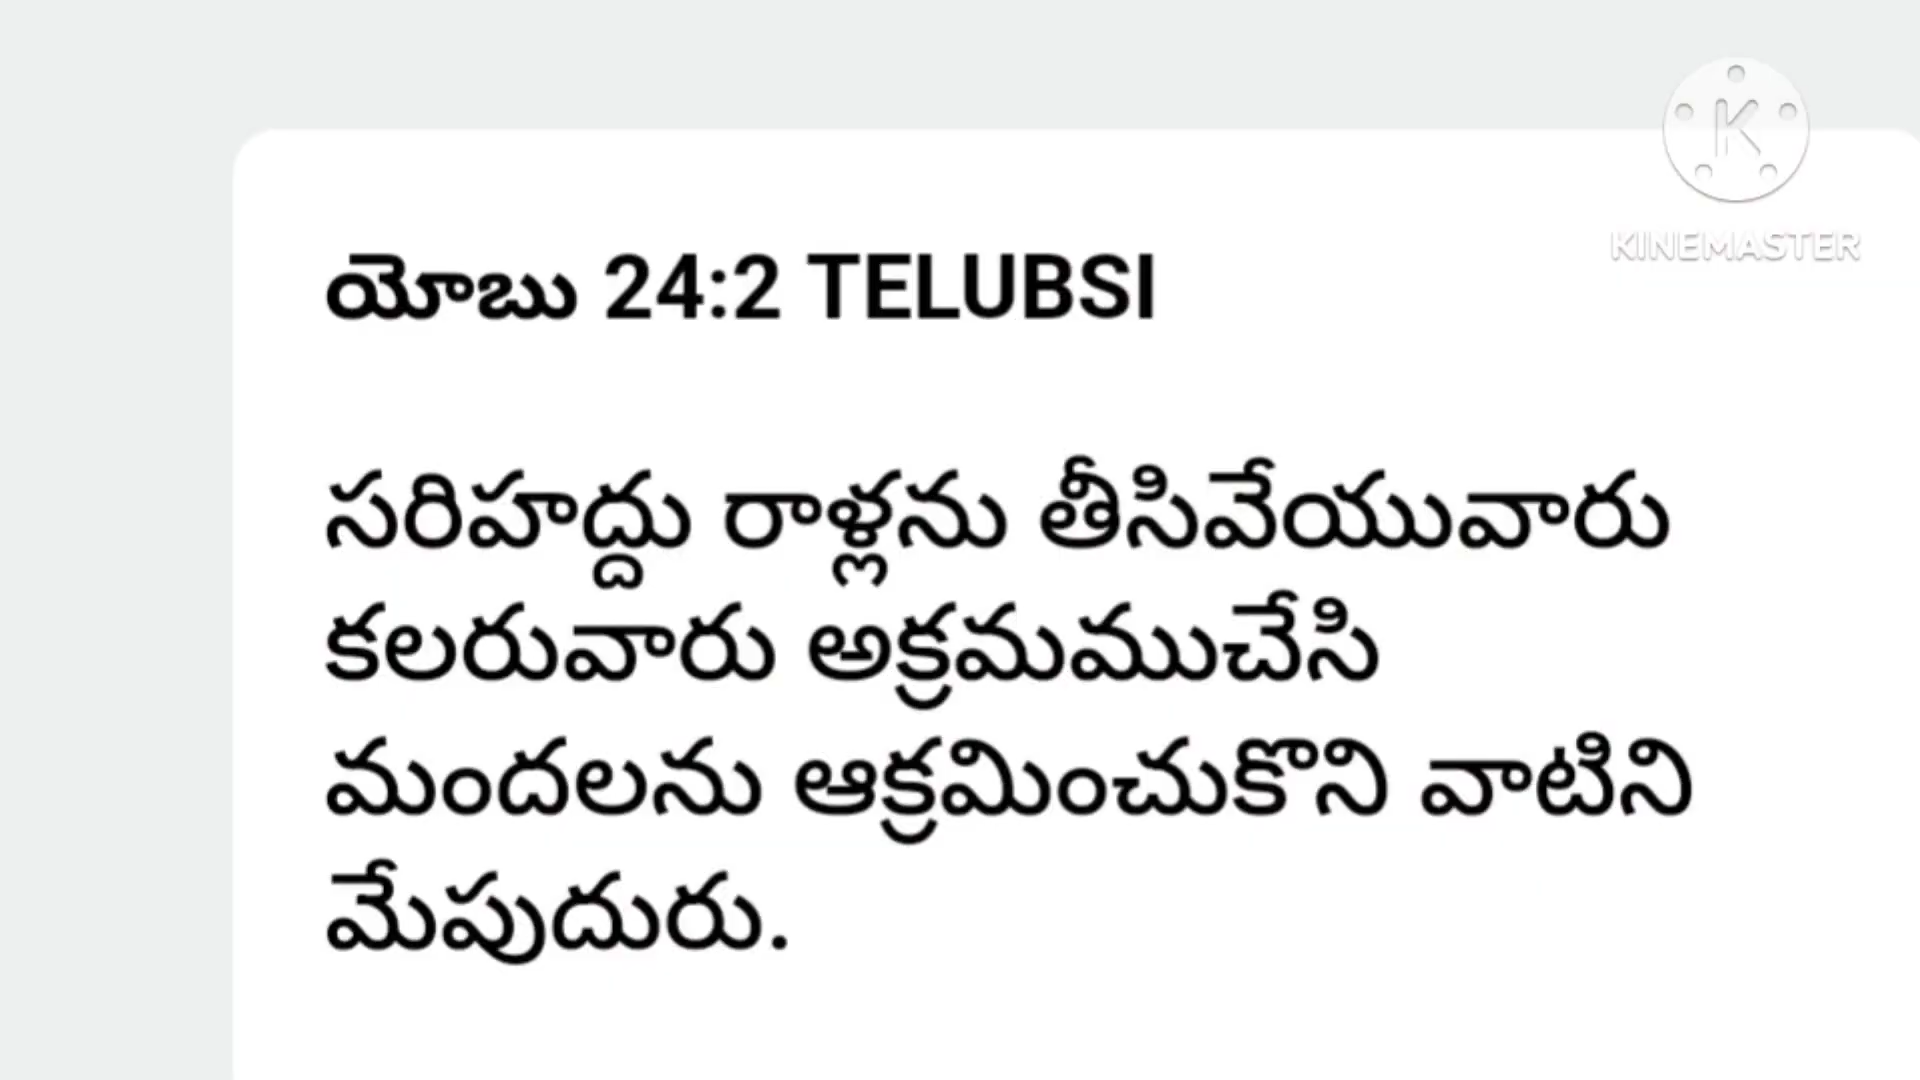 KINEMASTER
యోబు 24:2 TELUBSI
సరిహద్దు రాళ్లను తీసివేయువారు
కలరువారు అక్రమముచేసి
మందలను ఆక్రమించుకొని వాటిని
మేపుదురు.